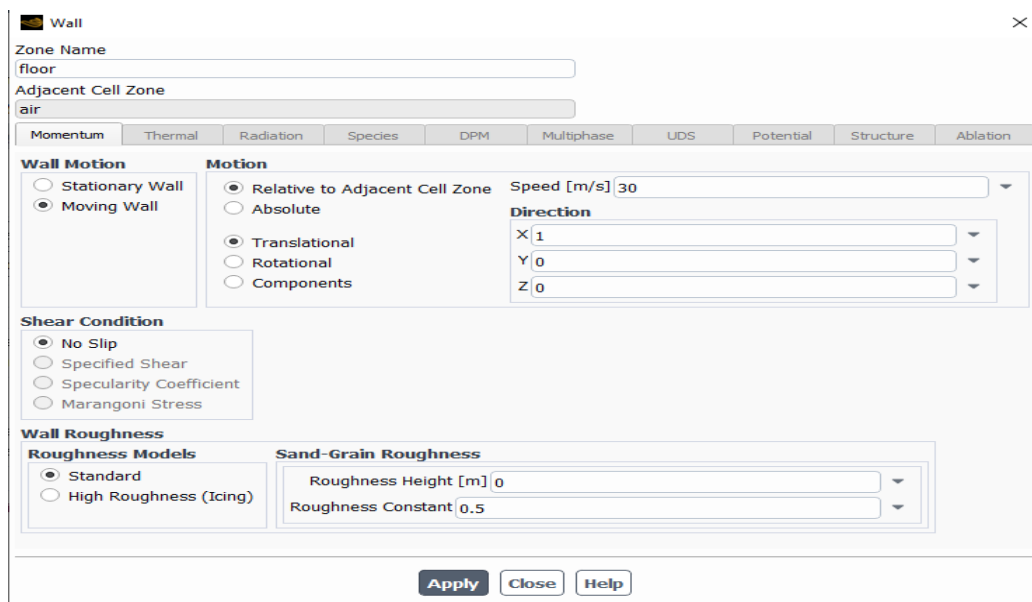 Wall
Zone Name
floor
Adjacent Cell Zone
air
Momentum Thermal Radiation Species DPM Multiphase UDS Potential Structure Ablation
Wall Motion Motion
Stationary Wall Relative to Adjacent Cell Zone Speed [m/s] 30
Moving Wall Absolute Direction
X 1
Translational
Rotational Y 0
Components Z 0
Shear Condition
No Slip
Specified Shear
Specularity Coefficient
Marangoni Stress
Wall Roughness
Roughness Models Sand-Grain Roughness
Standard Roughness Height [m] 0
High Roughness (Icing) Roughness Constant 0.5
Apply Close Help